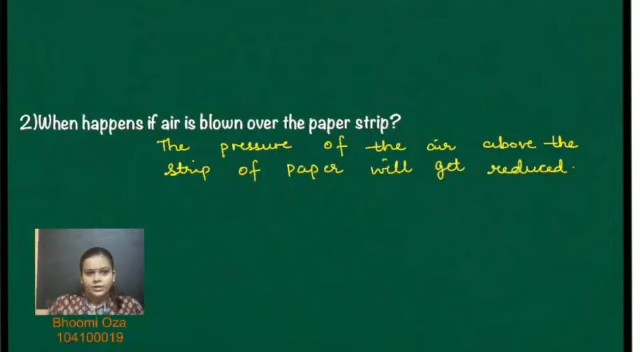 2)When happens if air is blown over the paper strip?
The pressure of the air above the
strip of paper will get reduced.
Bhoomi Oza
104100019